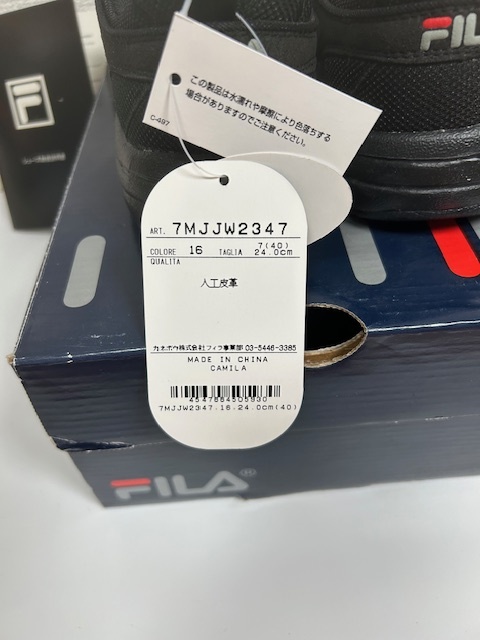 FILA
この製品は水濡れや摩擦により色落ちする
場合がありますのでご注意ください。
C-497
ART. 7MJJW2347
COLORE 16 TAGLIA 7(40) 24.0cm
QUALITA
人工皮革
カネボウ株式会社フィラ事業部 03-5446-3385
MADE IN CHINA
CAMILA
4547864505930
7MJJW2347.16.24.0cm(40)
FILA®